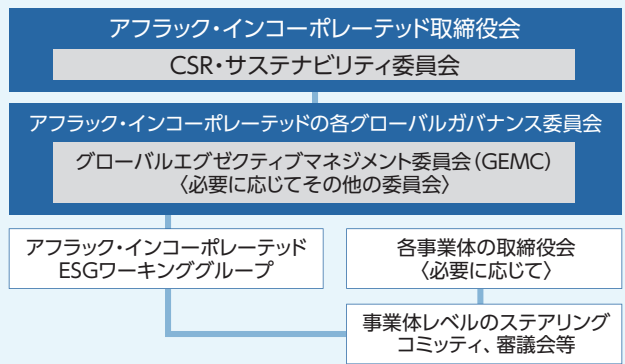 アフラック・インコーポレーテッド取締役会
CSR・サステナビリティ委員会
アフラック・インコーポレーテッドの各グローバルガバナンス委員会
グローバルエグゼクティブマネジメント委員会（GEMC）
〈必要に応じてその他の委員会〉
アフラック・インコーポレーテッド
ESGワーキンググループ
各事業体の取締役会
〈必要に応じて〉
事業体レベルのステアリング
コミッティ、審議会等